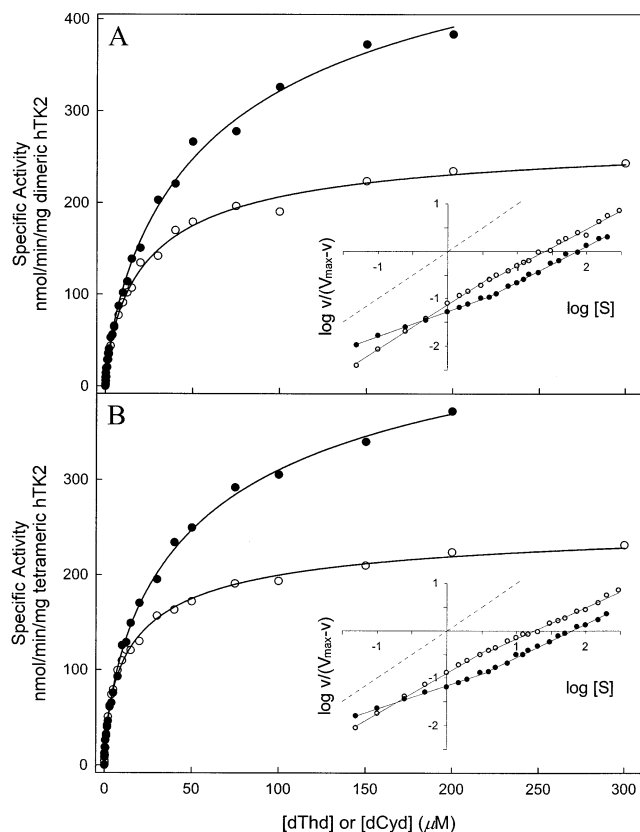 A
Specific Activity
nmol/min/mg dimeric hTK2
400
300
200
100
0
log v/(Vmax-v)
1
-1
1
2
-1
-2
log [S]
B
Specific Activity
nmol/min/mg tetrameric hTK2
300
200
100
0
log v/(Vmax-v)
1
-1
1
2
-1
-2
log [S]
0 50 100 150 200 250 300
[dThd] or [dCyd] (μM)